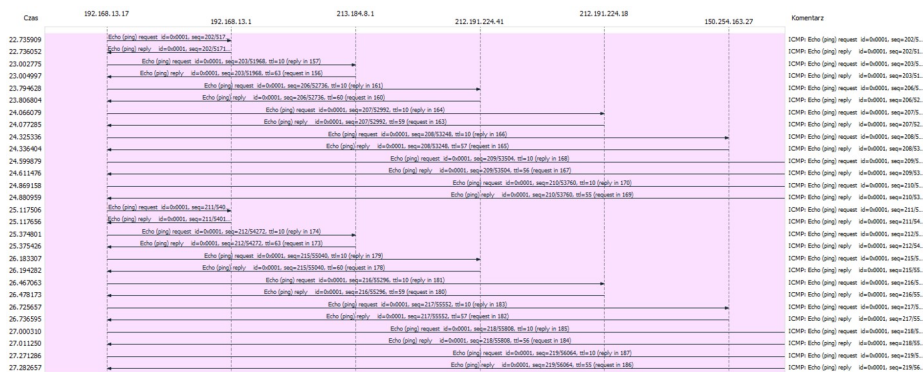 Czas 192.168.13.17 192.168.13.1 213.184.8.1 212.191.224.41 212.191.224.18 150.254.163.27 Komentarz
22.735909 Echo (ping) request id=0x0001, seq=202/517... ICMP: Echo (ping) request id=0x0001, seq=202/5...
22.736052 Echo (ping) reply id=0x0001, seq=202/5171... ICMP: Echo (ping) reply id=0x0001, seq=202/51...
23.002775 Echo (ping) request id=0x0001, seq=203/51968, ttl=10 (reply in 157) ICMP: Echo (ping) request id=0x0001, seq=203/5...
23.004997 Echo (ping) reply id=0x0001, seq=203/51968, ttl=63 (request in 156) ICMP: Echo (ping) reply id=0x0001, seq=203/51...
23.794628 Echo (ping) request id=0x0001, seq=206/52736, ttl=10 (reply in 161) ICMP: Echo (ping) request id=0x0001, seq=206/5...
23.806804 Echo (ping) reply id=0x0001, seq=206/52736, ttl=60 (request in 160) ICMP: Echo (ping) reply id=0x0001, seq=206/52...
24.066079 Echo (ping) request id=0x0001, seq=207/52992, ttl=10 (reply in 164) ICMP: Echo (ping) request id=0x0001, seq=207/5...
24.077285 Echo (ping) reply id=0x0001, seq=207/52992, ttl=59 (request in 163) ICMP: Echo (ping) reply id=0x0001, seq=207/52...
24.325336 Echo (ping) request id=0x0001, seq=208/53248, ttl=10 (reply in 166) ICMP: Echo (ping) request id=0x0001, seq=208/5...
24.336404 Echo (ping) reply id=0x0001, seq=208/53248, ttl=57 (request in 165) ICMP: Echo (ping) reply id=0x0001, seq=208/53...
24.599879 Echo (ping) request id=0x0001, seq=209/53504, ttl=10 (reply in 168) ICMP: Echo (ping) request id=0x0001, seq=209/5...
24.611476 Echo (ping) reply id=0x0001, seq=209/53504, ttl=56 (request in 167) ICMP: Echo (ping) reply id=0x0001, seq=209/53...
24.869158 Echo (ping) request id=0x0001, seq=210/53760, ttl=10 (reply in 170) ICMP: Echo (ping) request id=0x0001, seq=210/5...
24.880959 Echo (ping) reply id=0x0001, seq=210/53760, ttl=55 (request in 169) ICMP: Echo (ping) reply id=0x0001, seq=210/53...
25.117506 Echo (ping) request id=0x0001, seq=211/540... ICMP: Echo (ping) request id=0x0001, seq=211/5...
25.117656 Echo (ping) reply id=0x0001, seq=211/5401... ICMP: Echo (ping) reply id=0x0001, seq=211/54...
25.374801 Echo (ping) request id=0x0001, seq=212/54272, ttl=10 (reply in 174) ICMP: Echo (ping) request id=0x0001, seq=212/5...
25.375426 Echo (ping) reply id=0x0001, seq=212/54272, ttl=63 (request in 173) ICMP: Echo (ping) reply id=0x0001, seq=212/54...
26.183307 Echo (ping) request id=0x0001, seq=215/55040, ttl=10 (reply in 179) ICMP: Echo (ping) request id=0x0001, seq=215/5...
26.194282 Echo (ping) reply id=0x0001, seq=215/55040, ttl=60 (request in 178) ICMP: Echo (ping) reply id=0x0001, seq=215/55...
26.467063 Echo (ping) request id=0x0001, seq=216/55296, ttl=10 (reply in 181) ICMP: Echo (ping) request id=0x0001, seq=216/5...
26.478173 Echo (ping) reply id=0x0001, seq=216/55296, ttl=59 (request in 180) ICMP: Echo (ping) reply id=0x0001, seq=216/55...
26.725657 Echo (ping) request id=0x0001, seq=217/55552, ttl=10 (reply in 183) ICMP: Echo (ping) request id=0x0001, seq=217/5...
26.736595 Echo (ping) reply id=0x0001, seq=217/55552, ttl=57 (request in 182) ICMP: Echo (ping) reply id=0x0001, seq=217/55...
27.000310 Echo (ping) request id=0x0001, seq=218/55808, ttl=10 (reply in 185) ICMP: Echo (ping) request id=0x0001, seq=218/5...
27.011250 Echo (ping) reply id=0x0001, seq=218/55808, ttl=56 (request in 184) ICMP: Echo (ping) reply id=0x0001, seq=218/55...
27.271286 Echo (ping) request id=0x0001, seq=219/56064, ttl=10 (reply in 187) ICMP: Echo (ping) request id=0x0001, seq=219/5...
27.282657 Echo (ping) reply id=0x0001, seq=219/56064, ttl=55 (request in 186) ICMP: Echo (ping) reply id=0x0001, seq=219/56...